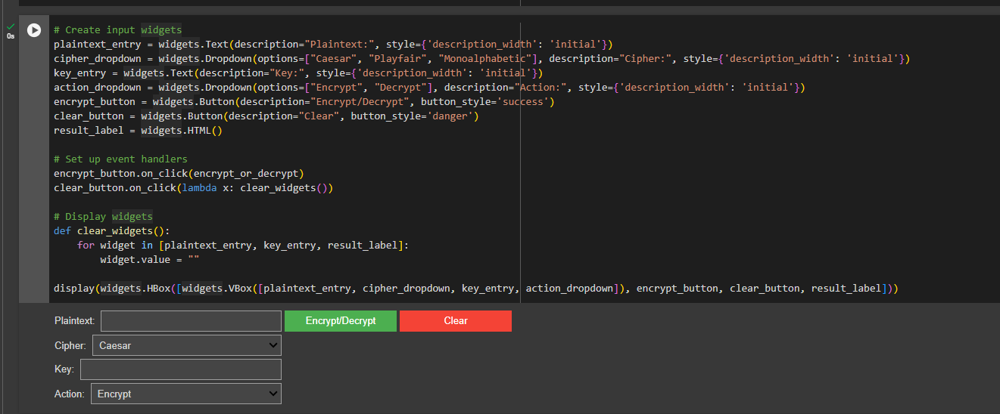 0s
# Create input widgets
plaintext_entry = widgets.Text(description="Plaintext:", style={'description_width': 'initial'})
cipher_dropdown = widgets.Dropdown(options=["Caesar", "Playfair", "Monoalphabetic"], description="Cipher:", style={'description_width': 'initial'})
key_entry = widgets.Text(description="Key:", style={'description_width': 'initial'})
action_dropdown = widgets.Dropdown(options=["Encrypt", "Decrypt"], description="Action:", style={'description_width': 'initial'})
encrypt_button = widgets.Button(description="Encrypt/Decrypt", button_style='success')
clear_button = widgets.Button(description="Clear", button_style='danger')
result_label = widgets.HTML()

# Set up event handlers
encrypt_button.on_click(encrypt_or_decrypt)
clear_button.on_click(lambda x: clear_widgets())

# Display widgets
def clear_widgets():
    for widget in [plaintext_entry, key_entry, result_label]:
        widget.value = ""

display(widgets.HBox([widgets.VBox([plaintext_entry, cipher_dropdown, key_entry, action_dropdown]), encrypt_button, clear_button, result_label]))
Plaintext: Encrypt/Decrypt Clear
Cipher: Caesar
Key:
Action: Encrypt